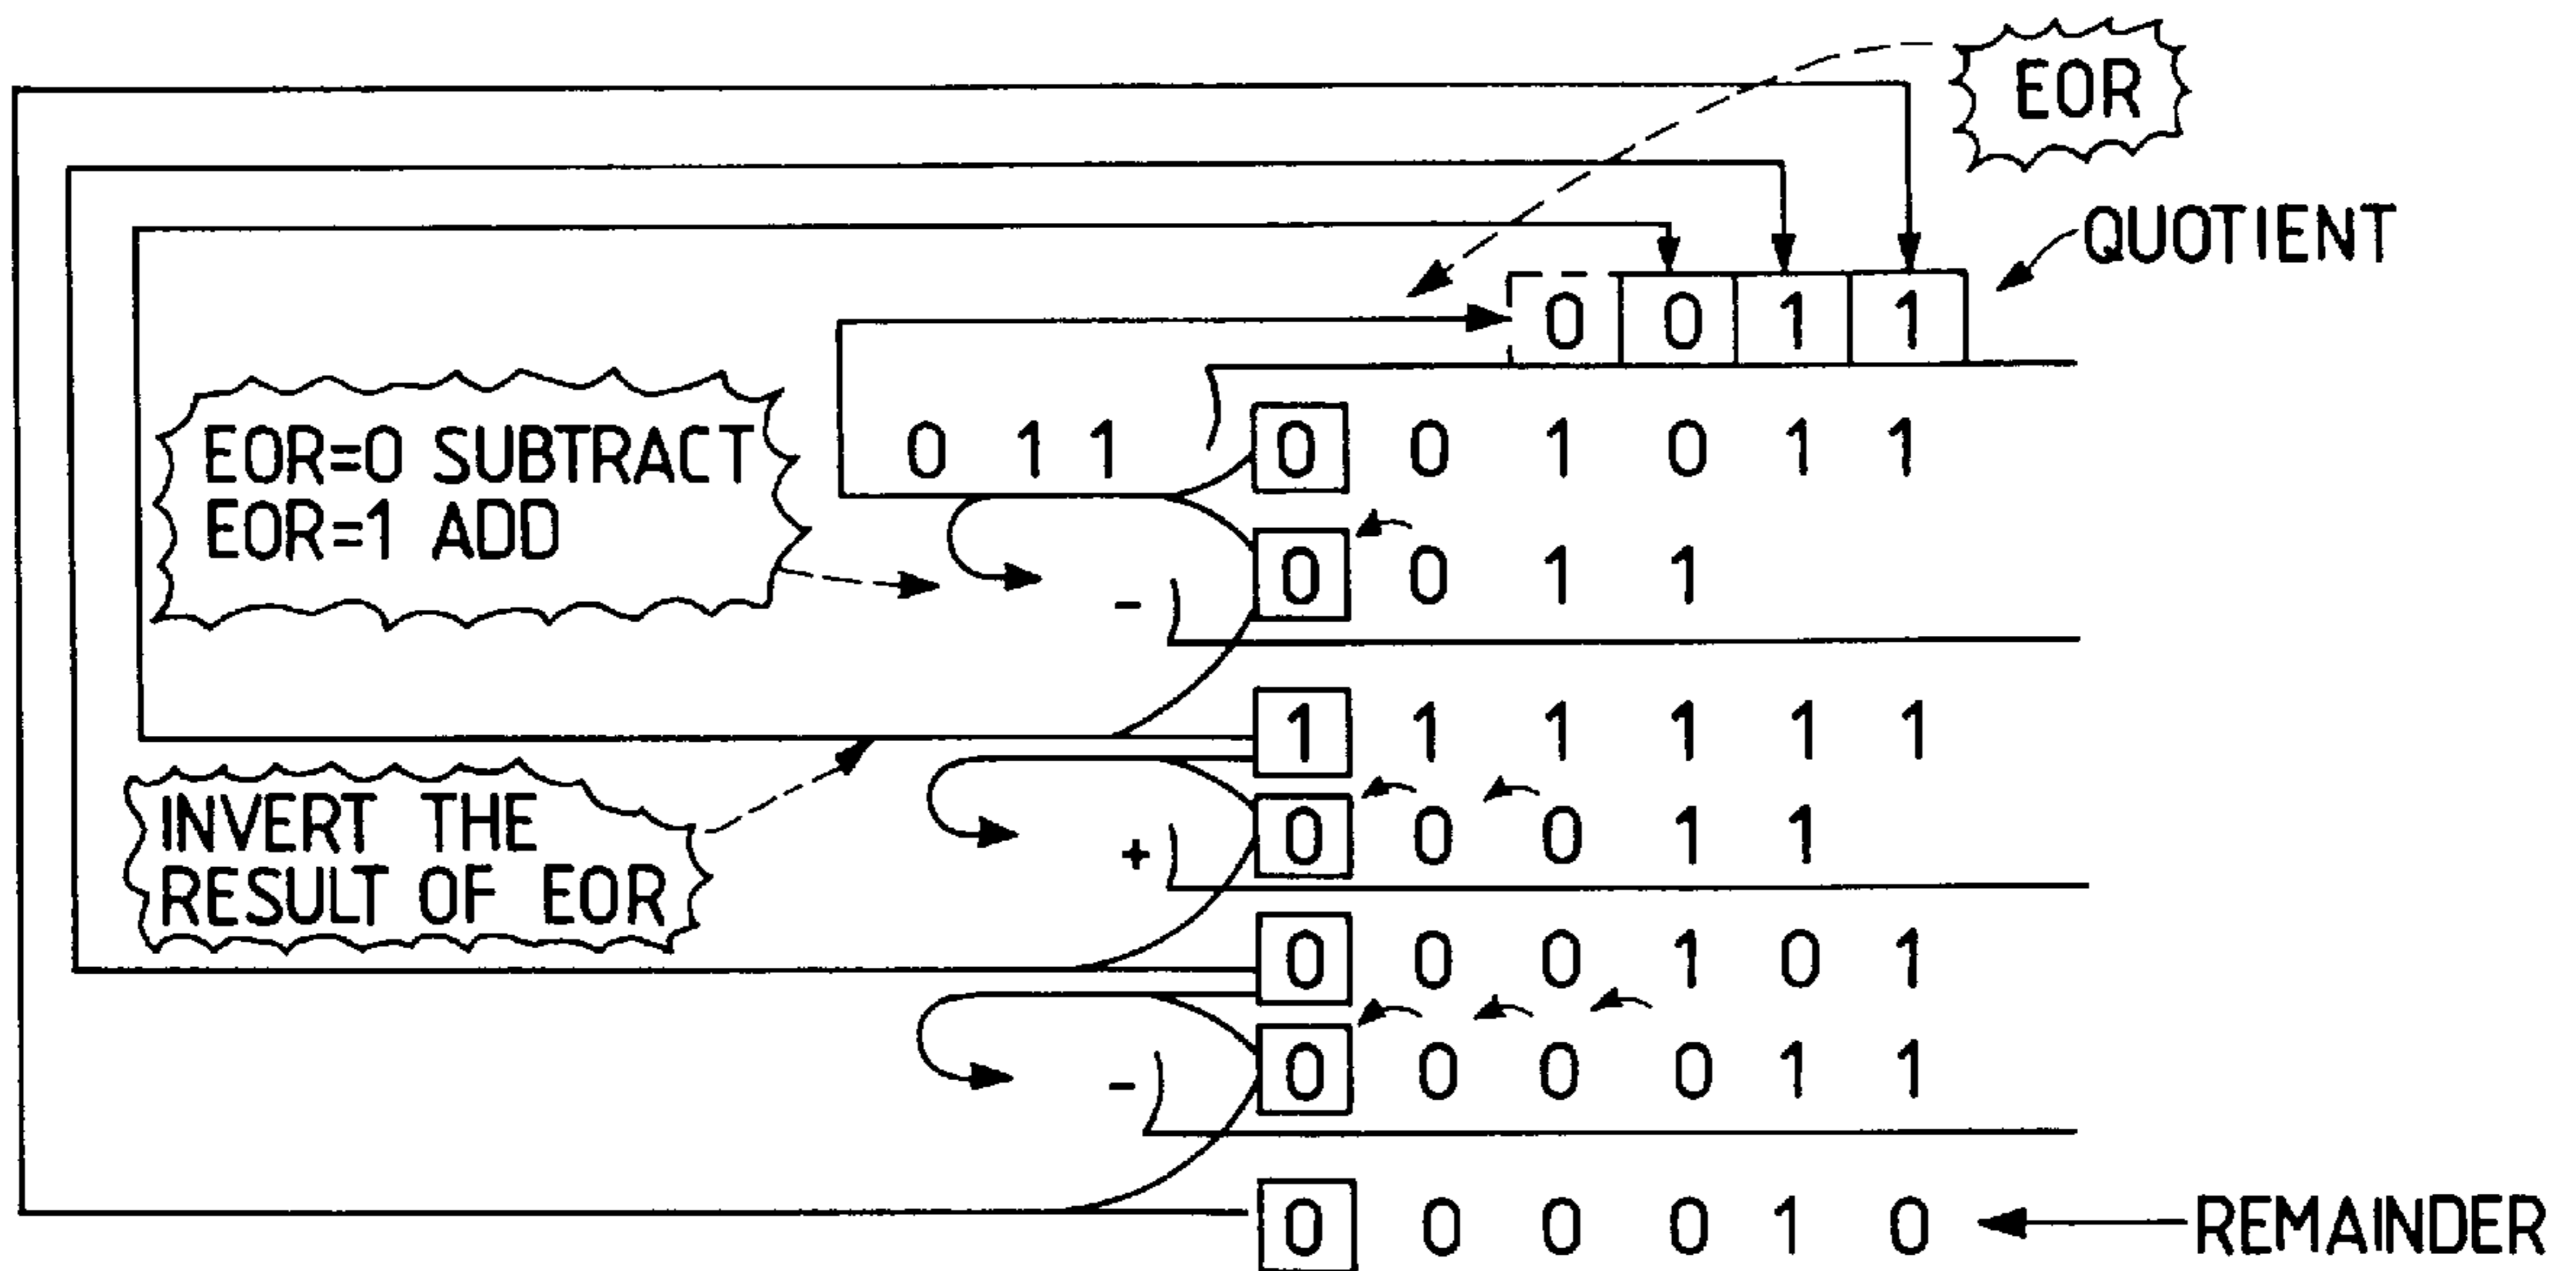 EOR
QUOTIENT
0 0 1 1
EOR=0 SUBTRACT
EOR=1 ADD
0 1 1 0 0 1 0 1 1
- 0 0 1 1
1 1 1 1 1 1
INVERT THE
RESULT OF EOR
+ 0 0 0 1 1
0 0 0 1 0 1
- 0 0 0 0 1 1
0 0 0 0 1 0 REMAINDER